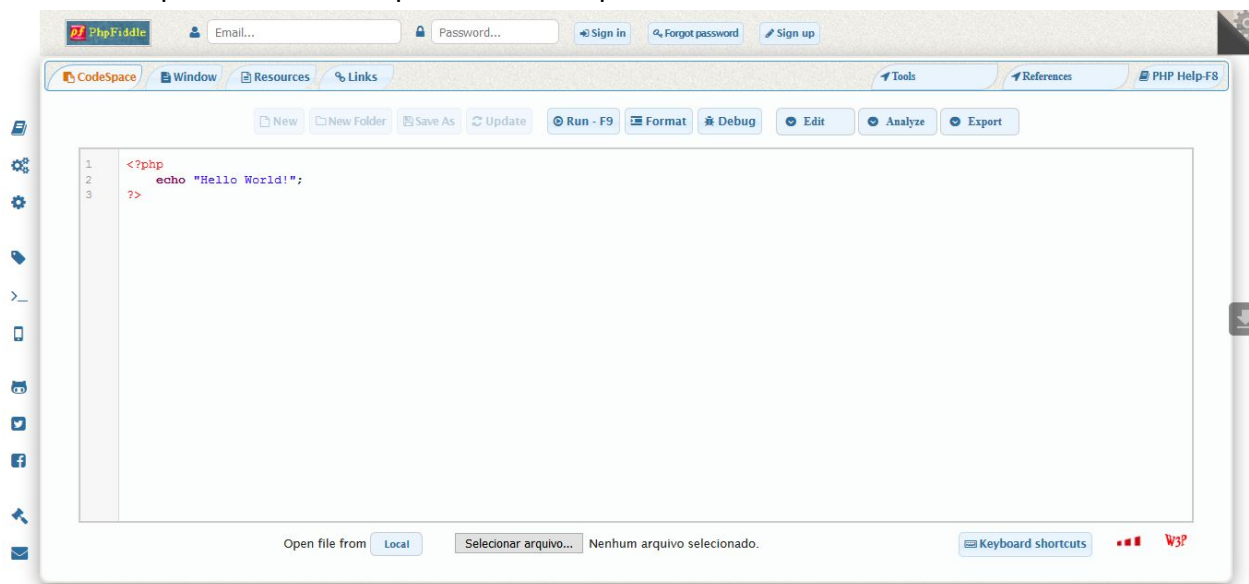 PhpFiddle Email... Password... Sign in Forgot password Sign up
CodeSpace Window Resources Links Tools References PHP Help-F8
New New Folder Save As Update Run - F9 Format Debug Edit Analyze Export
1 <?php
2 echo "Hello World!";
3 ?>
Open file from Local Selecionar arquivo... Nenhum arquivo selecionado. Keyboard shortcuts W3P